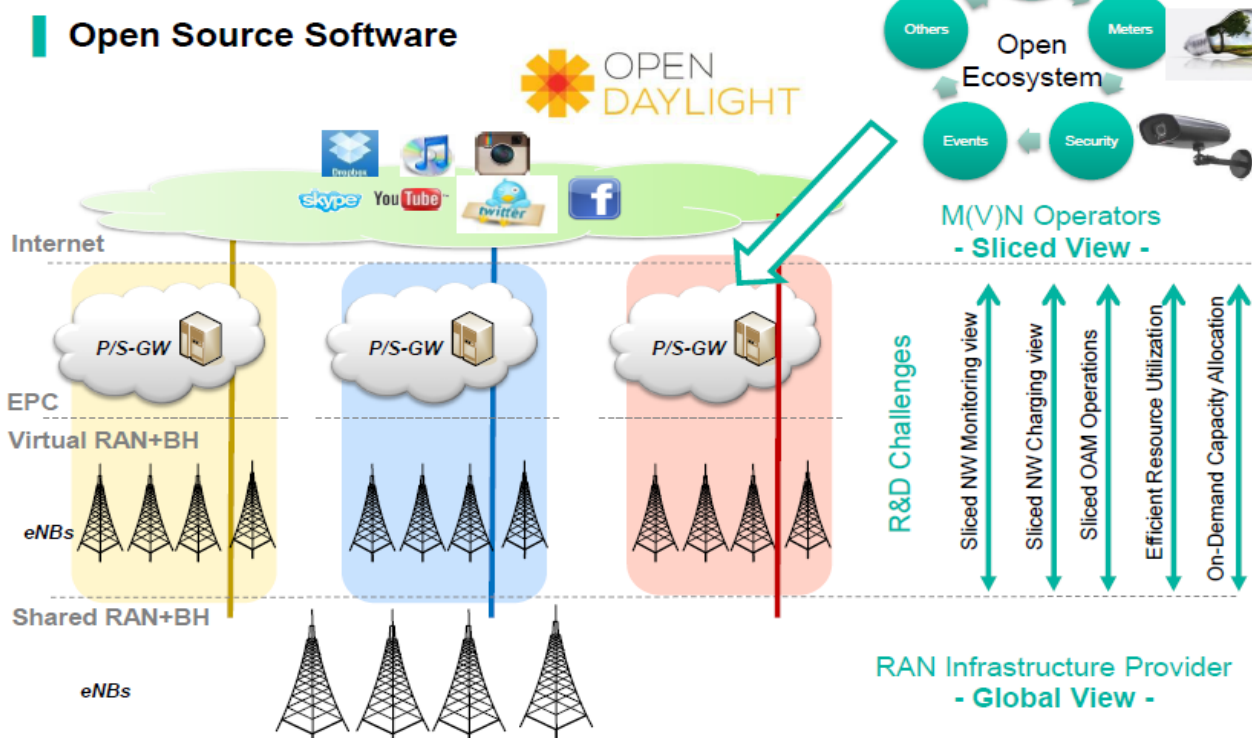 Open Source Software
OPEN
DAYLIGHT
Others
Open
Ecosystem
Meters
Events
Security
Dropbox
skype
YouTube
twitter
f
M(V)N Operators
- Sliced View -
Internet
P/S-GW
P/S-GW
P/S-GW
EPC
Virtual RAN+BH
eNBs
R&D Challenges
Sliced NW Monitoring view
Sliced NW Charging view
Sliced OAM Operations
Efficient Resource Utilization
On-Demand Capacity Allocation
Shared RAN+BH
eNBs
RAN Infrastructure Provider
- Global View -